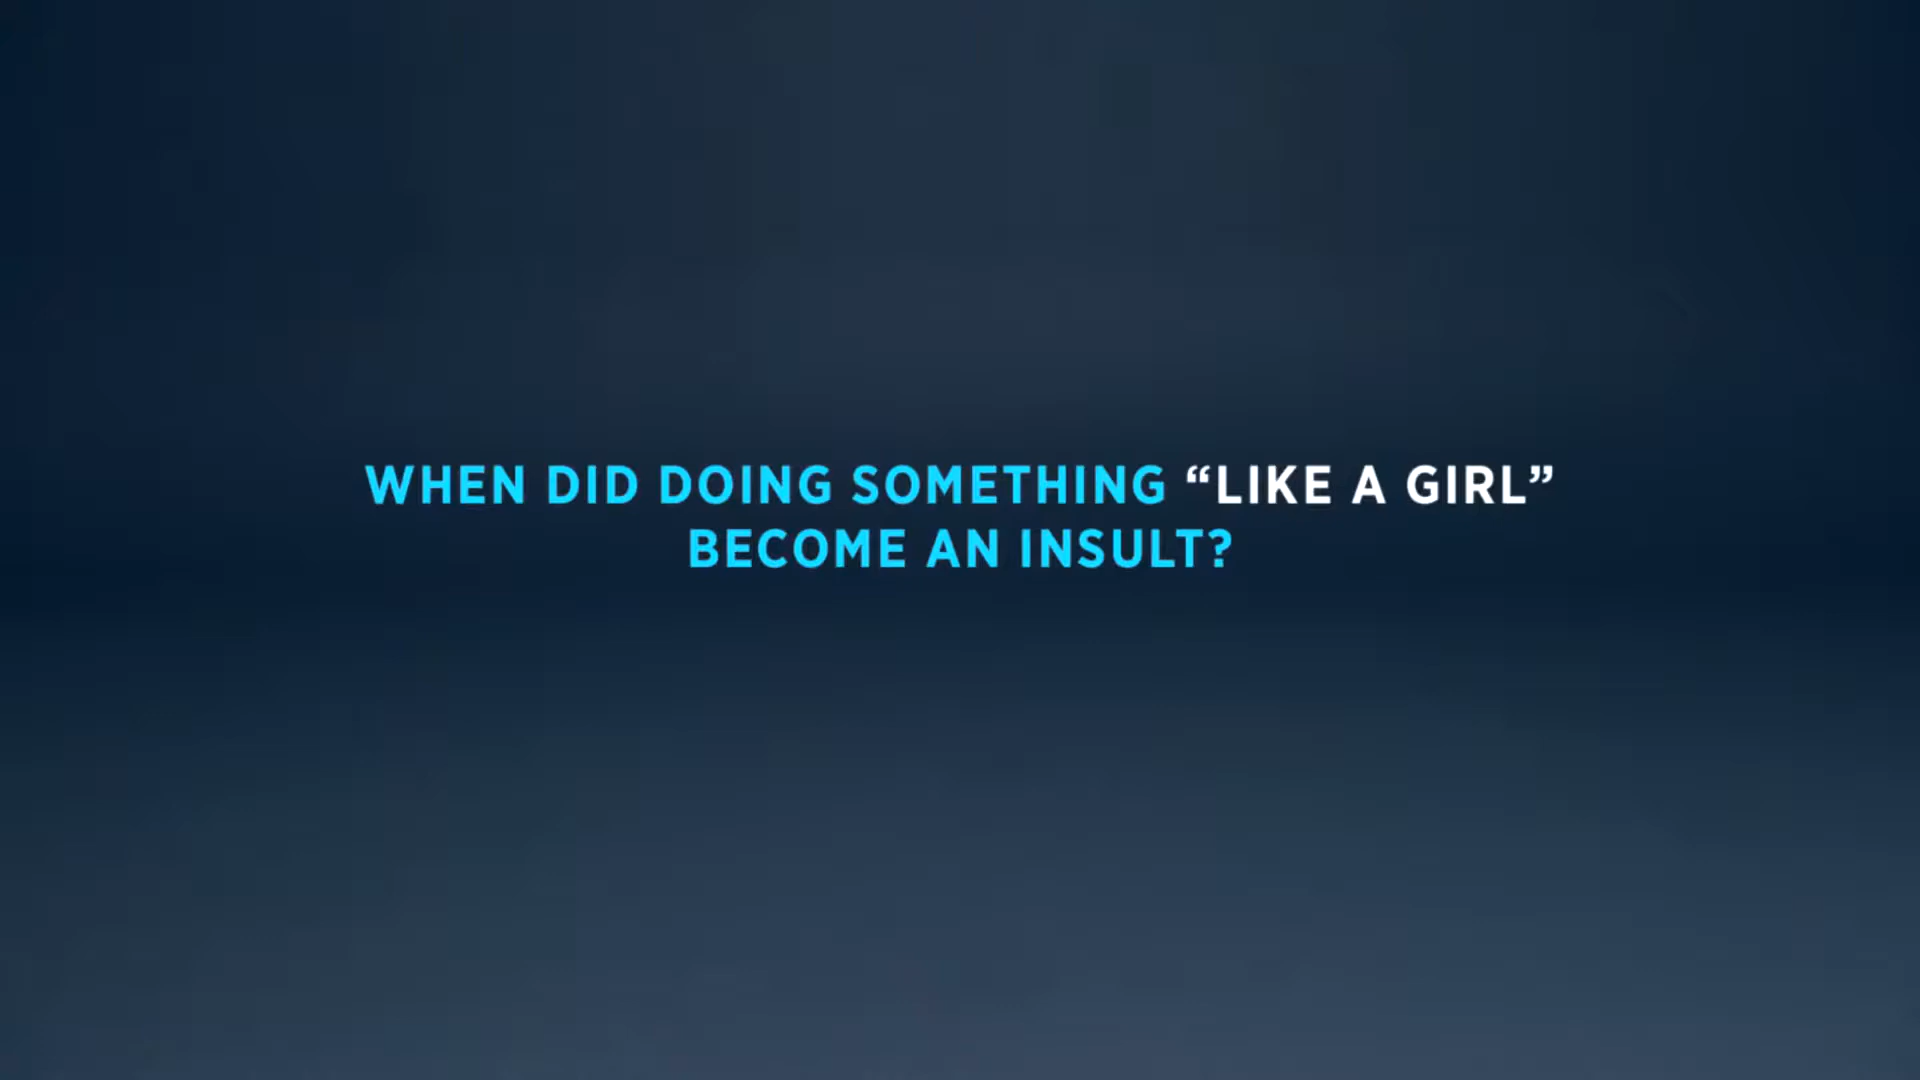 WHEN DID DOING SOMETHING “LIKE A GIRL”
BECOME AN INSULT?